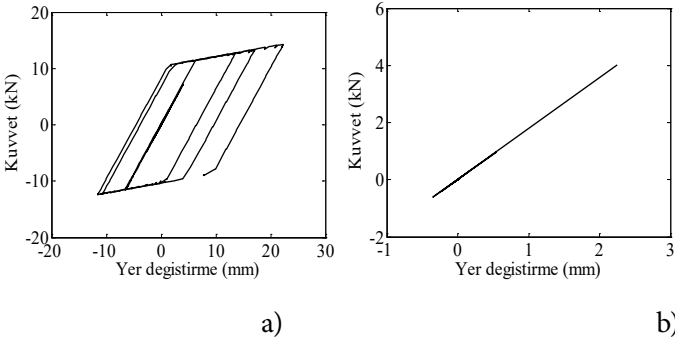 20
10
0
-10
-20
-20 -10 0 10 20 30
Kuvvet (kN)
Yer degistirme (mm)
a)
6
4
2
0
-2
-1 0 1 2 3
Kuvvet (kN)
Yer degistirme (mm)
b)